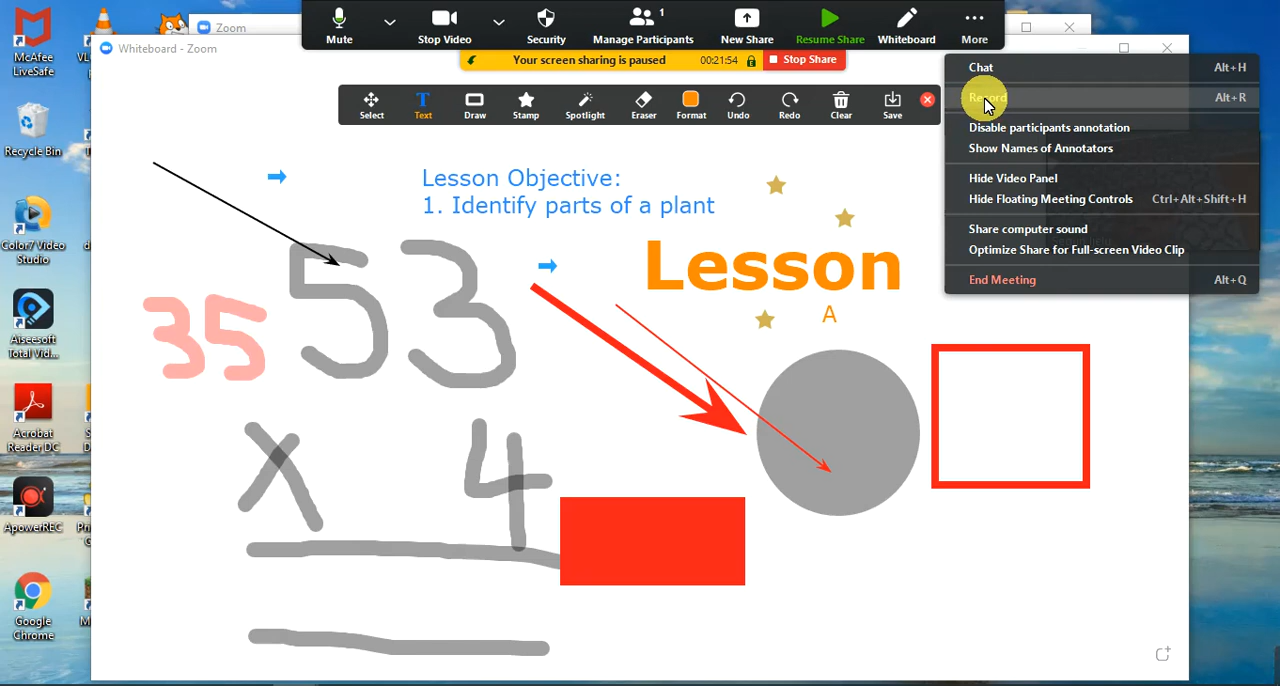 McAfee
LiveSafe
Recycle Bin
Color7 Video
Studio
Aiseesoft
Total Vid...
Acrobat
Reader DC
ApowerREC
Google
Chrome
Zoom
Whiteboard - Zoom
Mute
Stop Video
Security
1
Manage Participants
New Share
Resume Share
Whiteboard
More
Your screen sharing is paused
00:21:54
Stop Share
Select
Text
Draw
Stamp
Spotlight
Eraser
Format
Undo
Redo
Clear
Save
Chat Alt+H
Record Alt+R
Disable participants annotation
Show Names of Annotators
Hide Video Panel
Hide Floating Meeting Controls Ctrl+Alt+Shift+H
Share computer sound
Optimize Share for Full-screen Video Clip
End Meeting Alt+Q
Lesson Objective:
1. Identify parts of a plant
Lesson
A
35
53
x 4